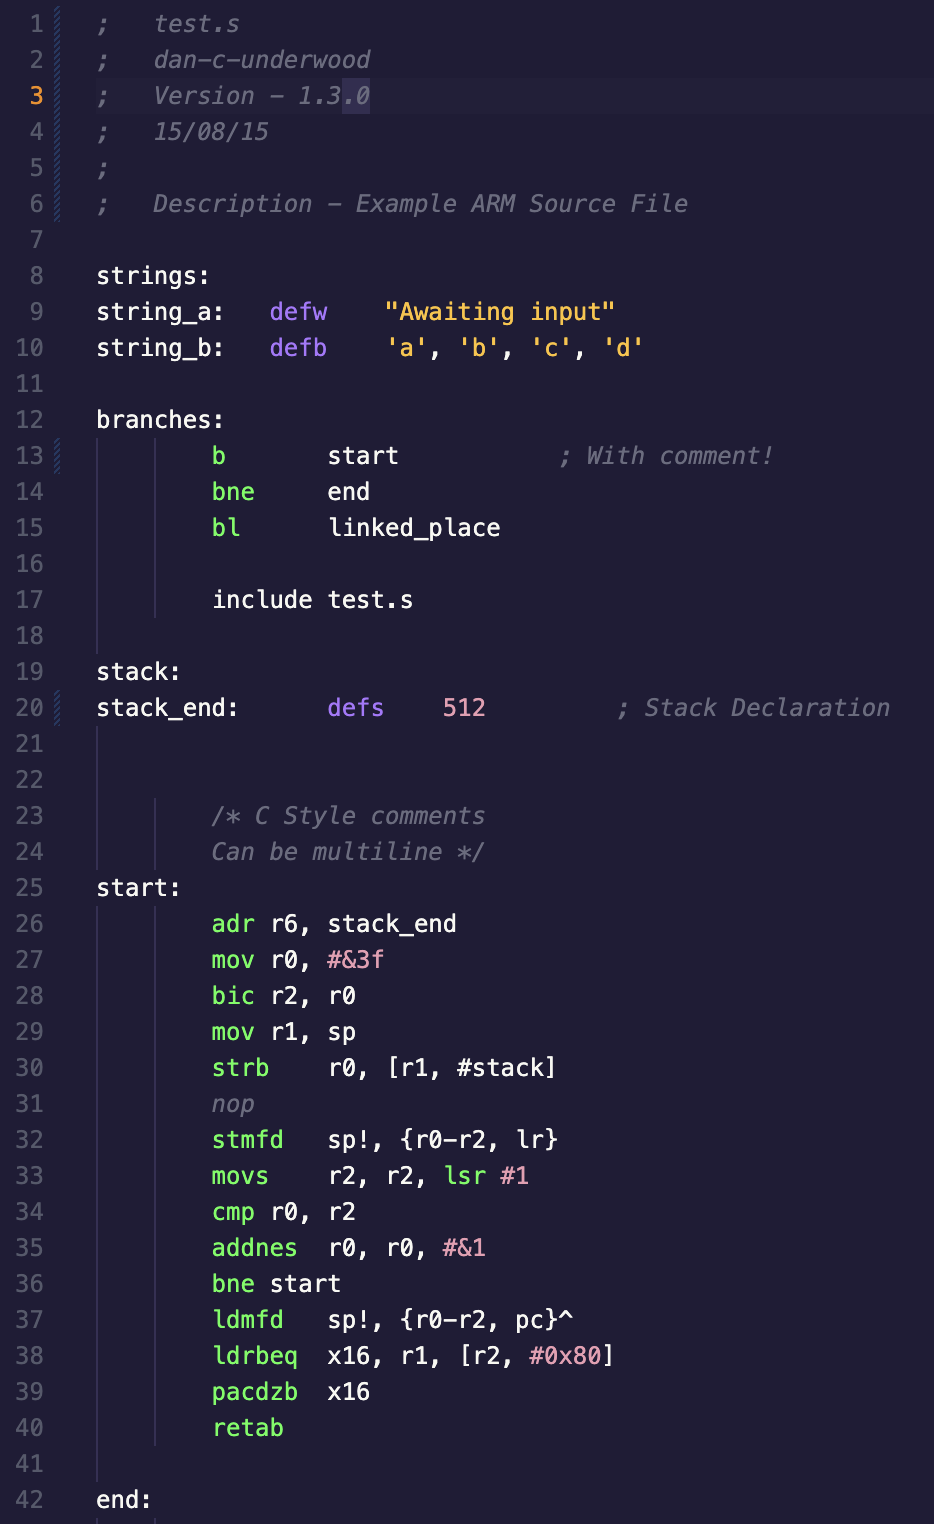 1 ; test.s
2 ; dan-c-underwood
3 ; Version - 1.3.0
4 ; 15/08/15
5 ;
6 ; Description - Example ARM Source File
7
8 strings:
9 string_a: defw "Awaiting input"
10 string_b: defb 'a', 'b', 'c', 'd'
11
12 branches:
13 b start ; With comment!
14 bne end
15 bl linked_place
16
17 include test.s
18
19 stack:
20 stack_end: defs 512 ; Stack Declaration
21
22
23 /* C Style comments
24 Can be multiline */
25 start:
26 adr r6, stack_end
27 mov r0, #&3f
28 bic r2, r0
29 mov r1, sp
30 strb r0, [r1, #stack]
31 nop
32 stmfd sp!, {r0-r2, lr}
33 movs r2, r2, lsr #1
34 cmp r0, r2
35 addnes r0, r0, #&1
36 bne start
37 ldmfd sp!, {r0-r2, pc}^
38 ldrbeq x16, r1, [r2, #0x80]
39 pacdzb x16
40 retab
41
42 end: